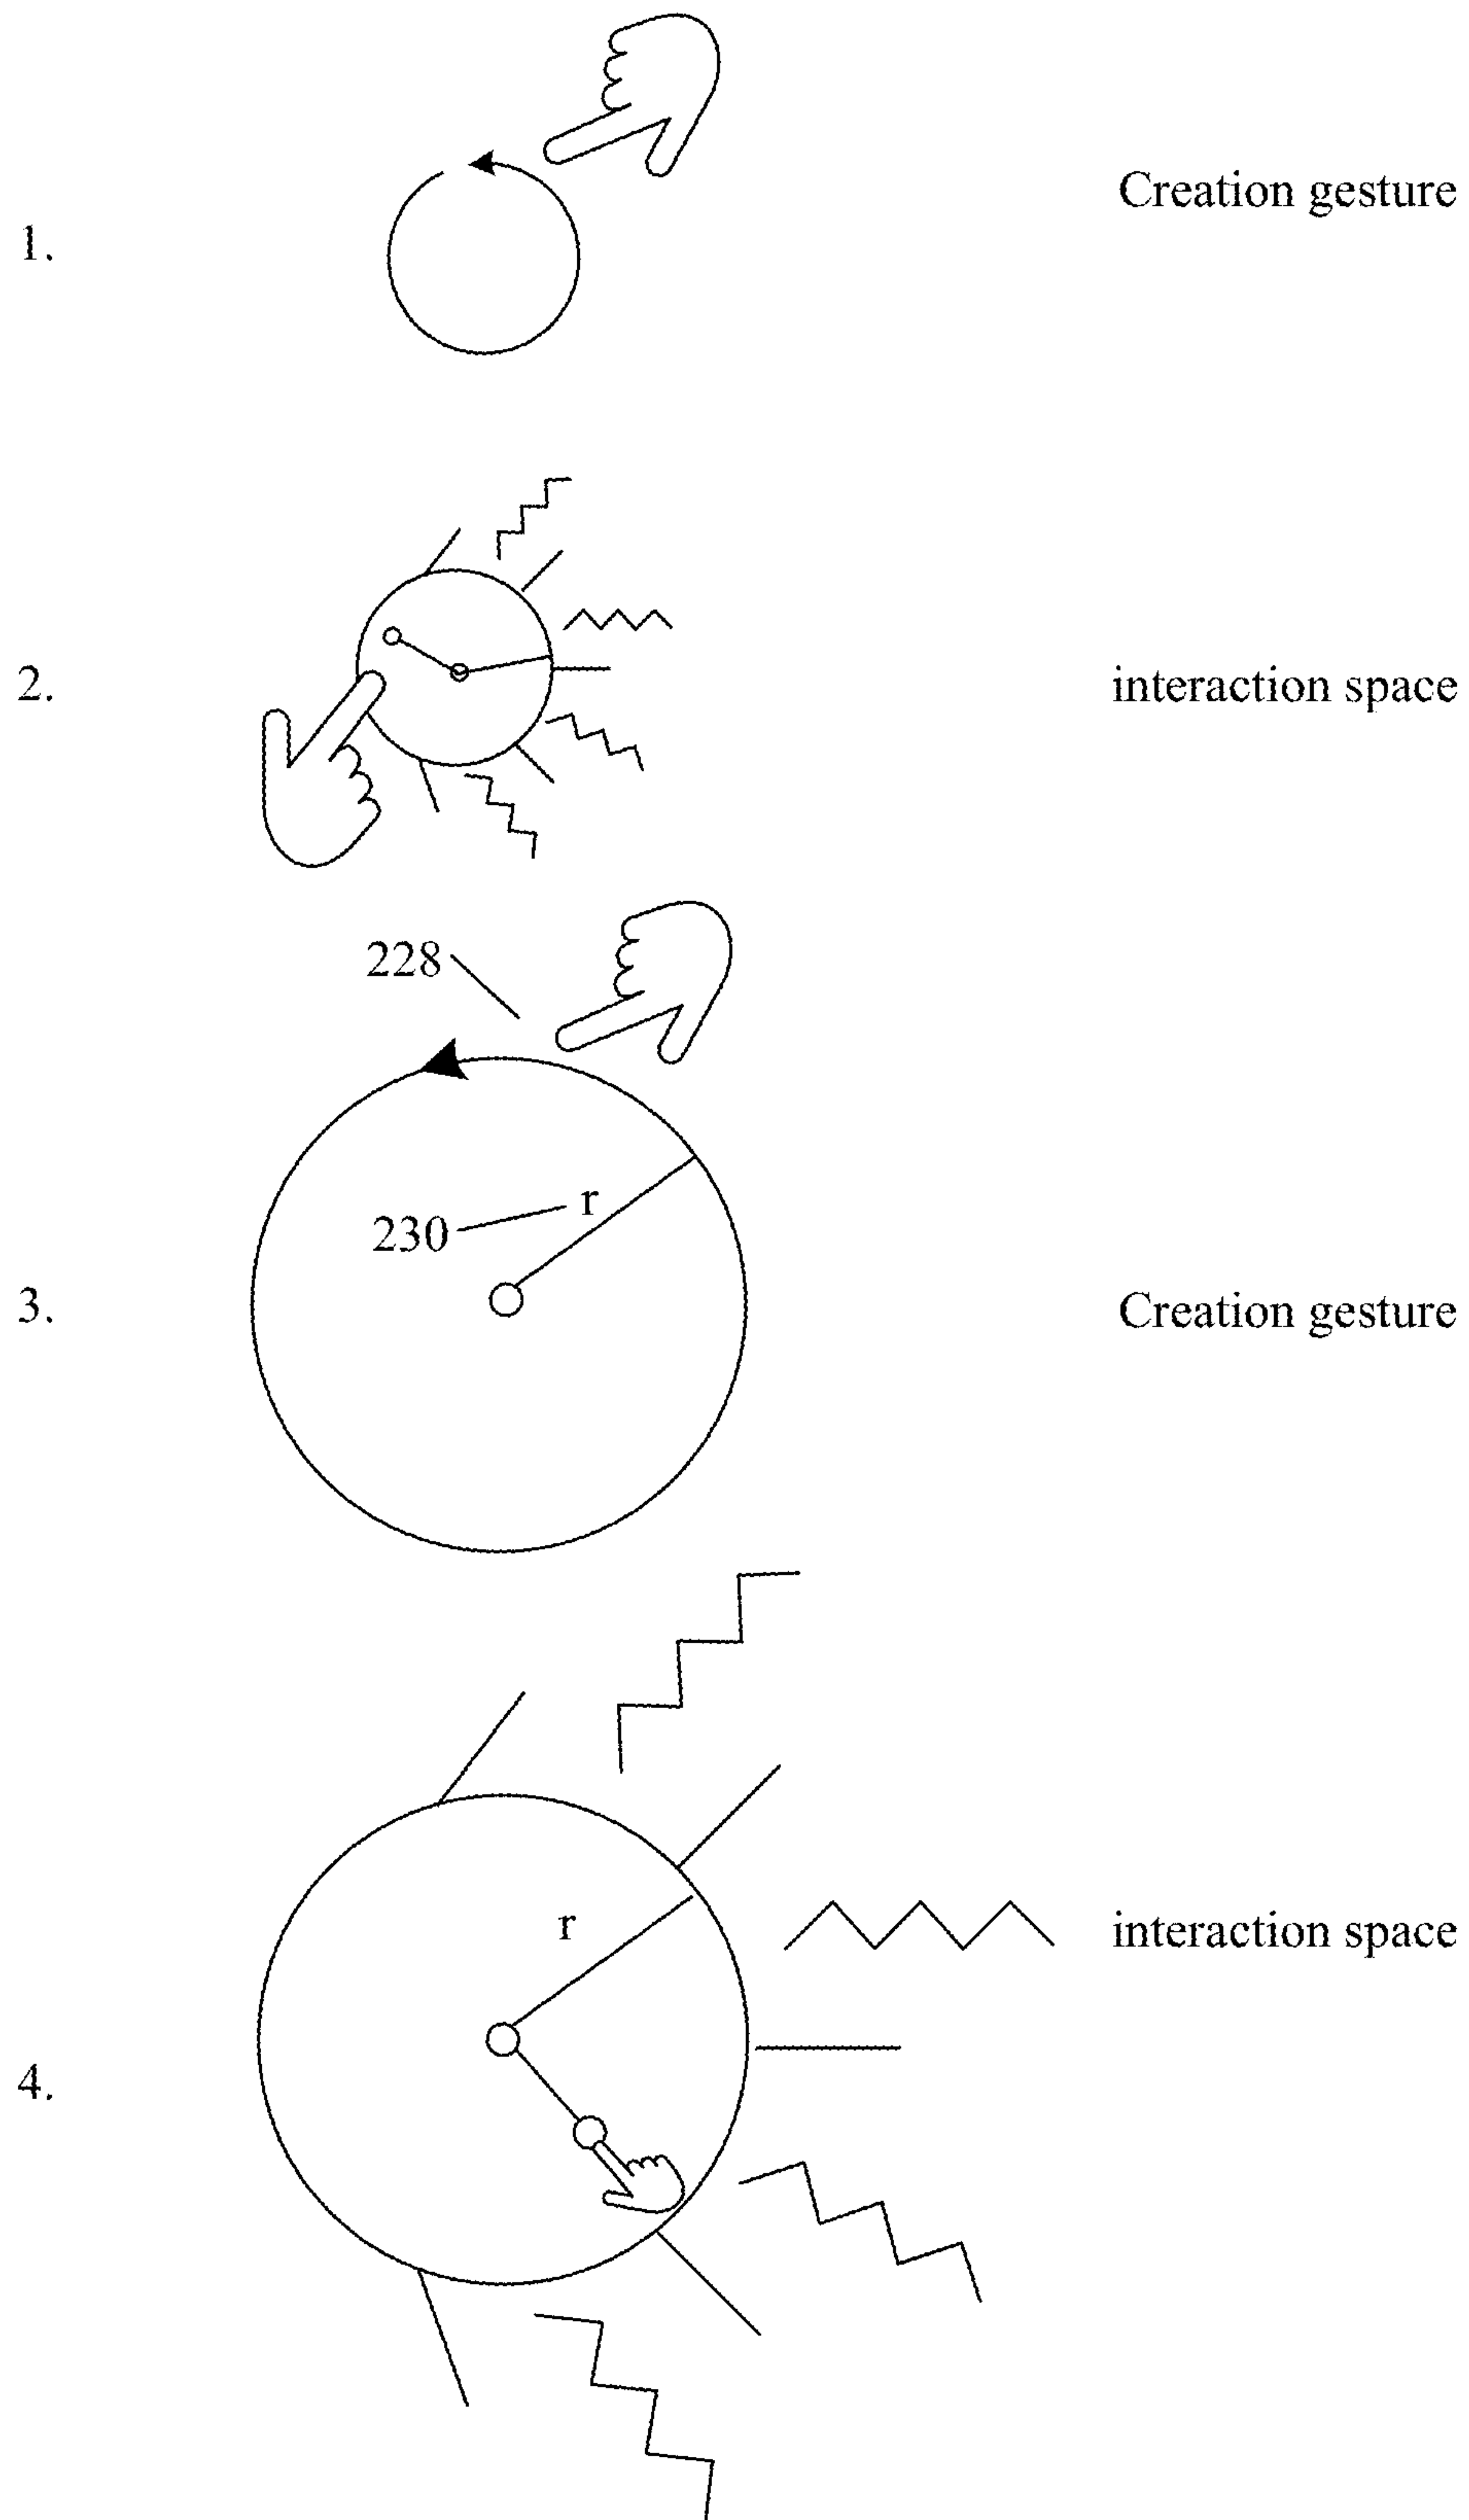 Creation gesture
1.
2.
interaction space
228
230
r
3.
Creation gesture
r
interaction space
4.